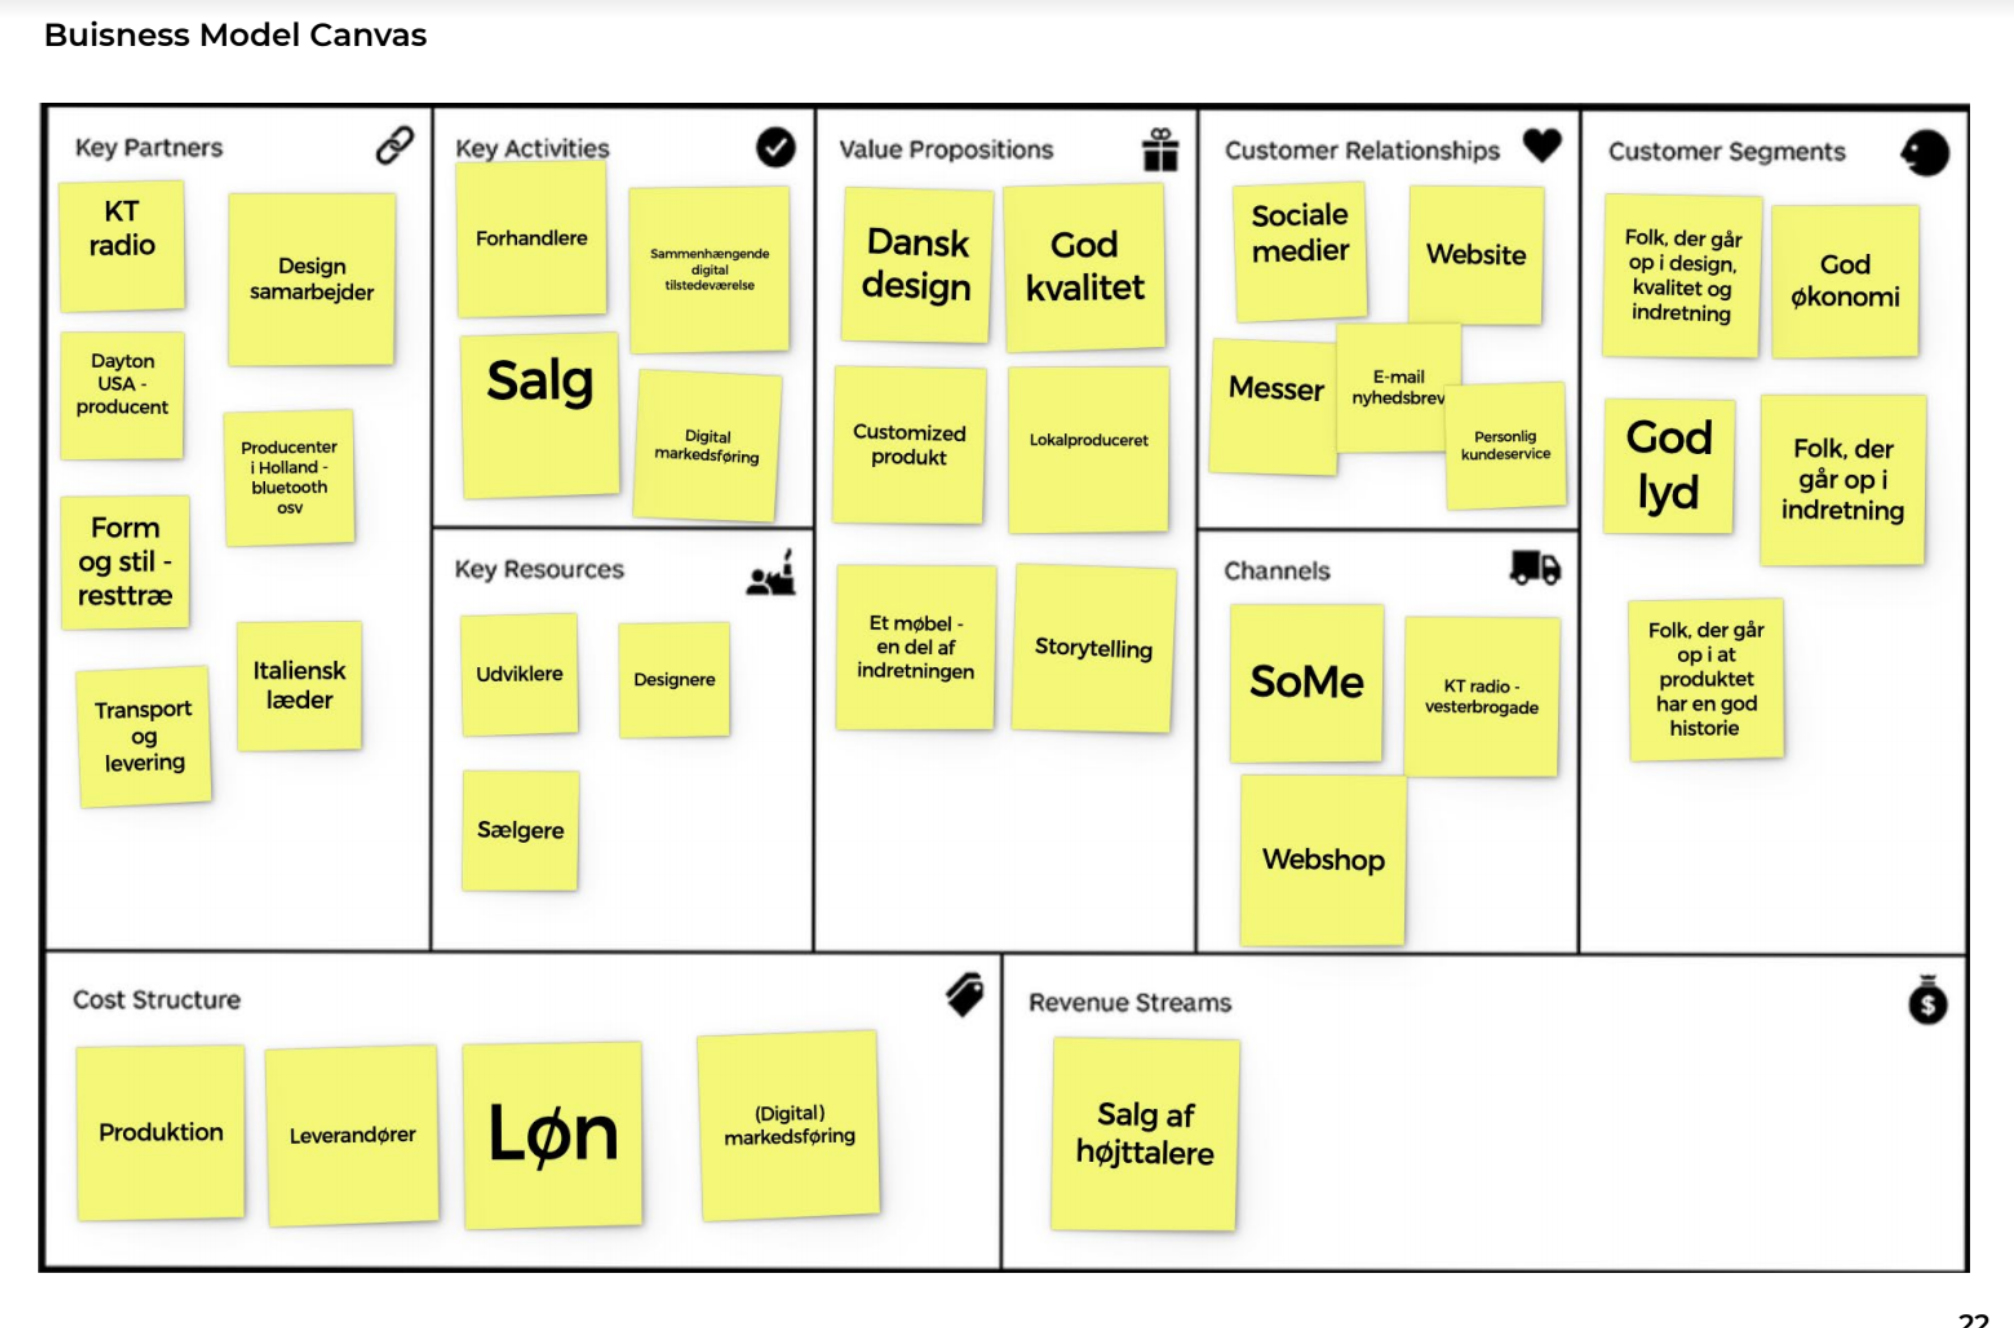 Buisness Model Canvas
Key Partners
KT
radio
Design
samarbejder
Dayton
USA -
producent
Producenter
i Holland -
bluetooth
osv
Form
og stil -
resttræ
Italiensk
læder
Transport
og
levering
Key Activities
Forhandlere
Sammenhængende
digital
tilstedeværelse
Salg
Digital
markedsføring
Key Resources
Udviklere
Designere
Sælgere
Value Propositions
Dansk
design
God
kvalitet
Customized
produkt
Lokalproduceret
Et møbel -
en del af
indretningen
Storytelling
Customer Relationships
Sociale
medier
Website
Messer
E-mail
nyhedsbrev
Personlig
kundeservice
Channels
SoMe
KT radio -
vesterbrogade
Webshop
Customer Segments
Folk, der går
op i design,
kvalitet og
indretning
God
økonomi
God
lyd
Folk, der
går op i
indretning
Folk, der går
op i at
produktet
har en god
historie
Cost Structure
Produktion
Leverandører
Løn
(Digital)
markedsføring
Revenue Streams
$
Salg af
højttalere
22